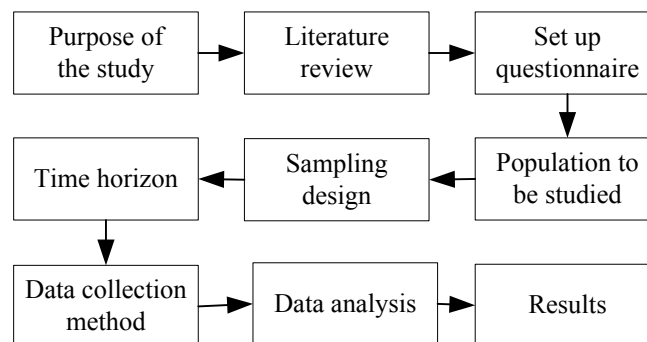 Purpose of
the study
Literature
review
Set up
questionnaire
Time horizon
Sampling
design
Population to
be studied
Data collection
method
Data analysis
Results